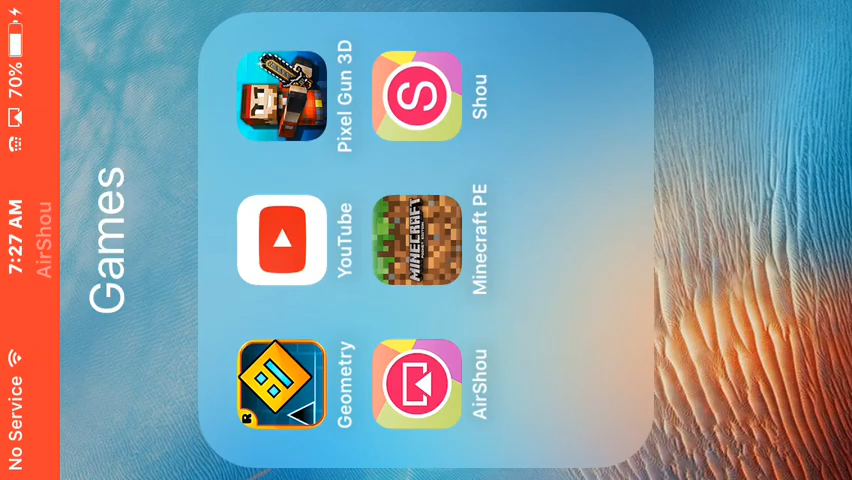 No Service 7:27 AM 70%
AirShou
Games
Geometry YouTube Pixel Gun 3D
MINECRAFT
AirShou Minecraft PE Shou